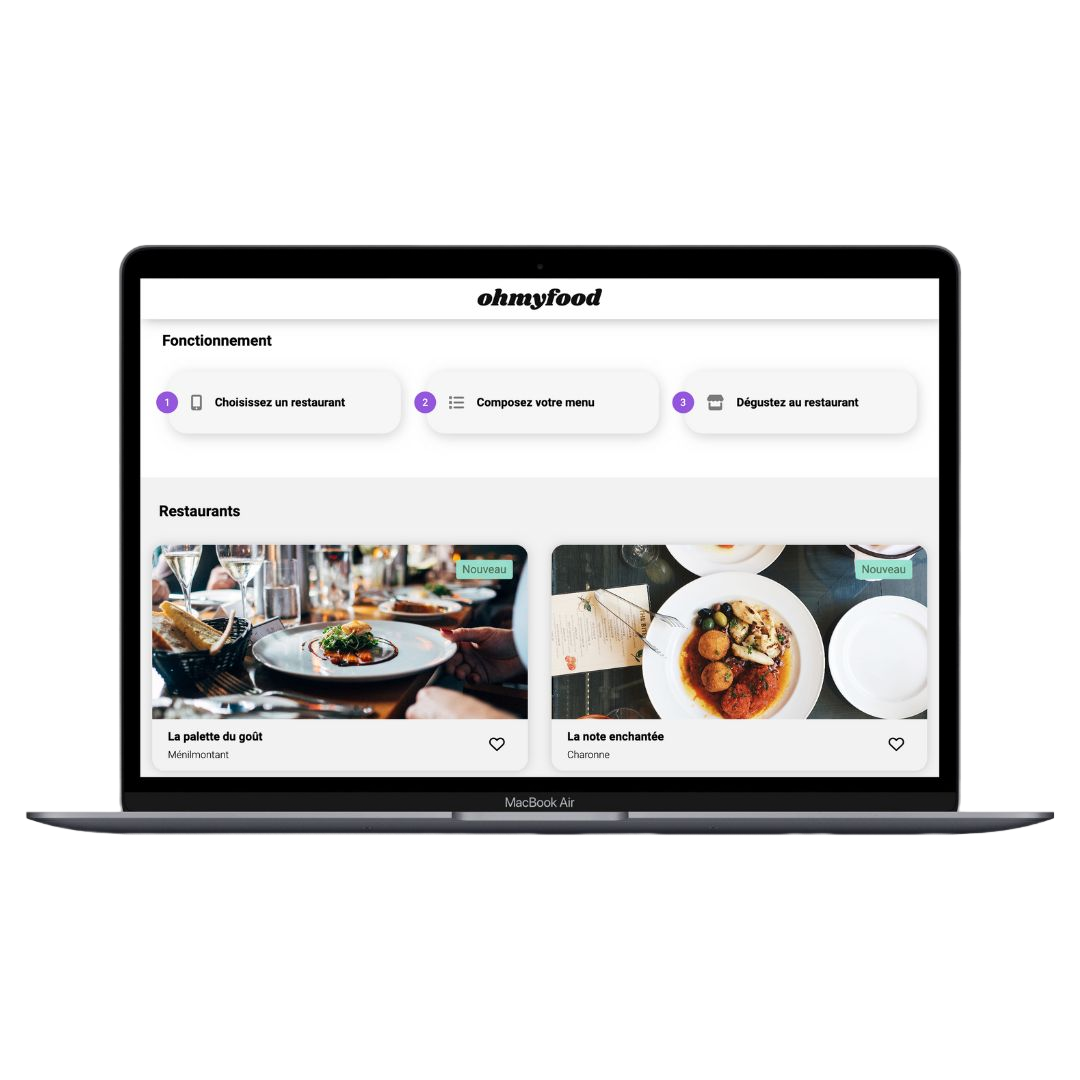 ohmyfood
Fonctionnement
1 Choisissez un restaurant
2 Composez votre menu
3 Dégustez au restaurant
Restaurants
Nouveau
Nouveau
La palette du goût
Ménilmontant
La note enchantée
Charonne
MacBook Air